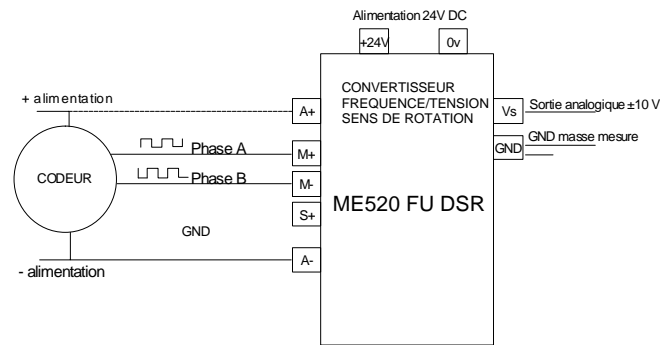 Alimentation 24V DC
+24V
0v
CONVERTISSEUR
FREQUENCE/TENSION
SENS DE ROTATION
+ alimentation
A+
Vs
Sortie analogique ±10 V
Phase A
M+
GND
GND masse mesure
CODEUR
Phase B
M-
ME520 FU DSR
S+
GND
A-
- alimentation